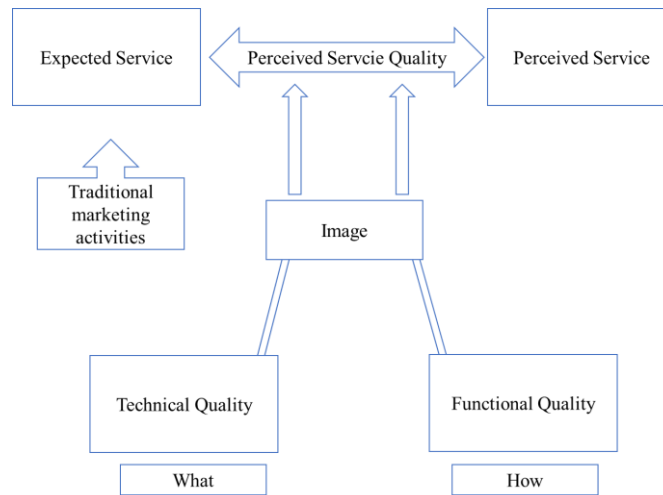 Expected Service
Perceived Servcie Quality
Perceived Service
Traditional
marketing
activities
Image
Technical Quality
Functional Quality
What
How